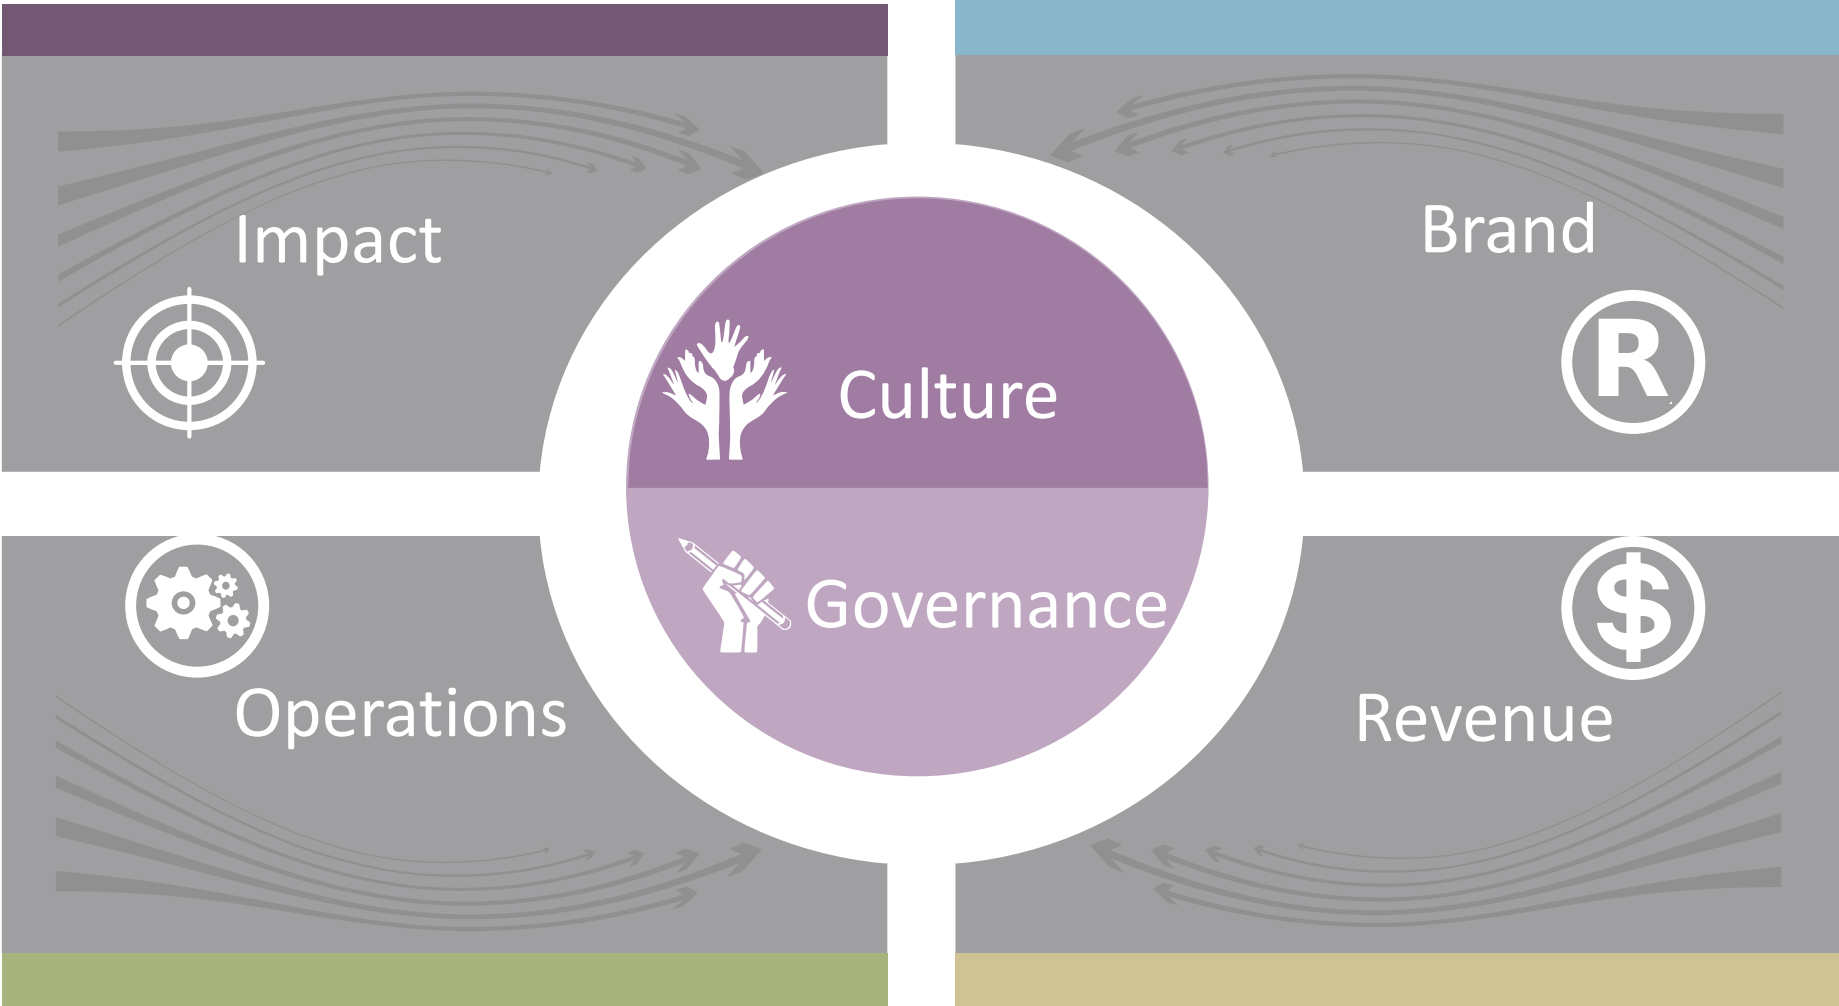 Impact
Brand
R
Culture
Governance
$
Operations
Revenue